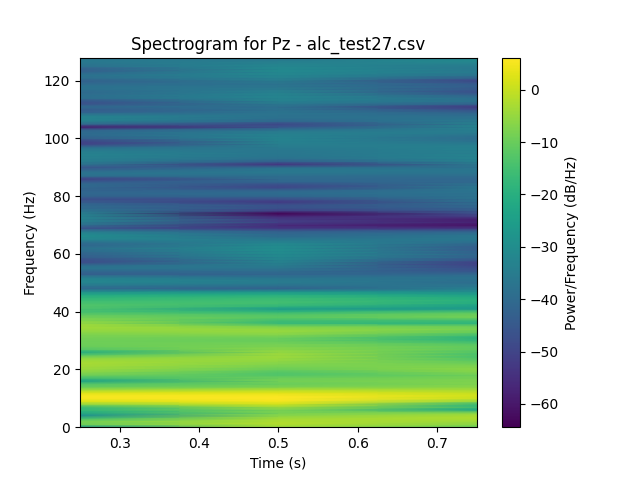 Spectrogram for Pz - alc_test27.csv
120
100
80
60
40
20
0
Frequency (Hz)
0.3 0.4 0.5 0.6 0.7
Time (s)
0
−10
−20
−30
−40
−50
−60
Power/Frequency (dB/Hz)